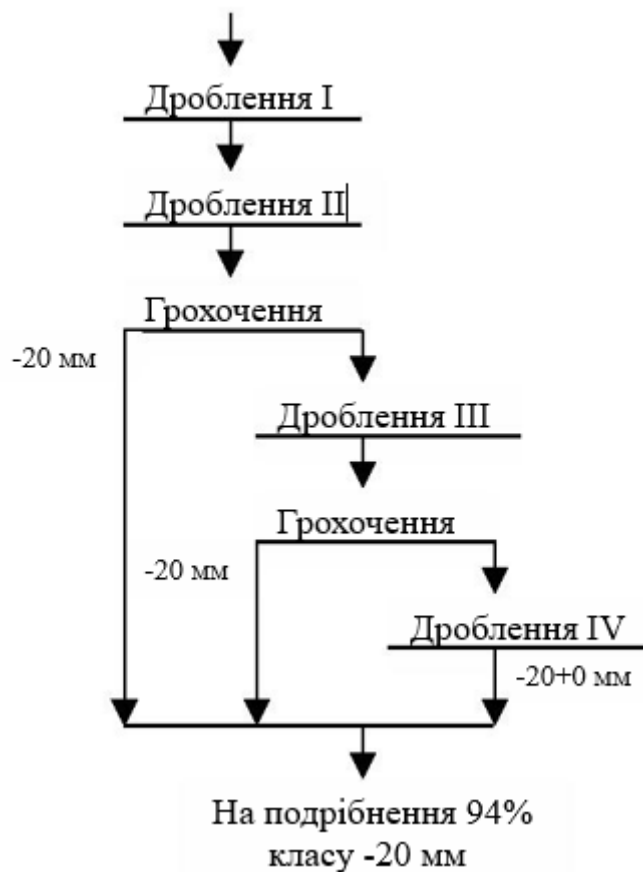 Дроблення I
Дроблення II
Грохочення
-20 мм
Дроблення III
Грохочення
-20 мм
Дроблення IV
-20+0 мм
На подрібнення 94%
класу -20 мм